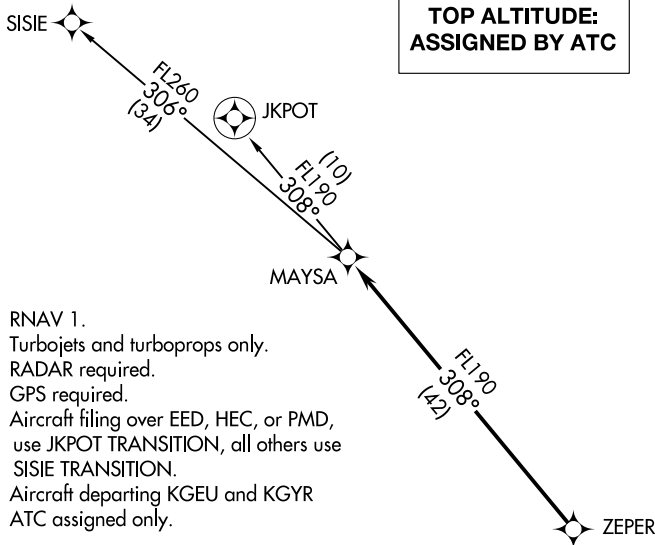 TOP ALTITUDE:
ASSIGNED BY ATC
SISIE
FL260
306°
(34)
JKPOT
(10)
FL190
308°
MAYSA
FL190
308°
(42)
ZEPER
RNAV 1.
Turbojets and turboprops only.
RADAR required.
GPS required.
Aircraft filing over EED, HEC, or PMD,
use JKPOT TRANSITION, all others use
SISIE TRANSITION.
Aircraft departing KGEU and KGYR
ATC assigned only.